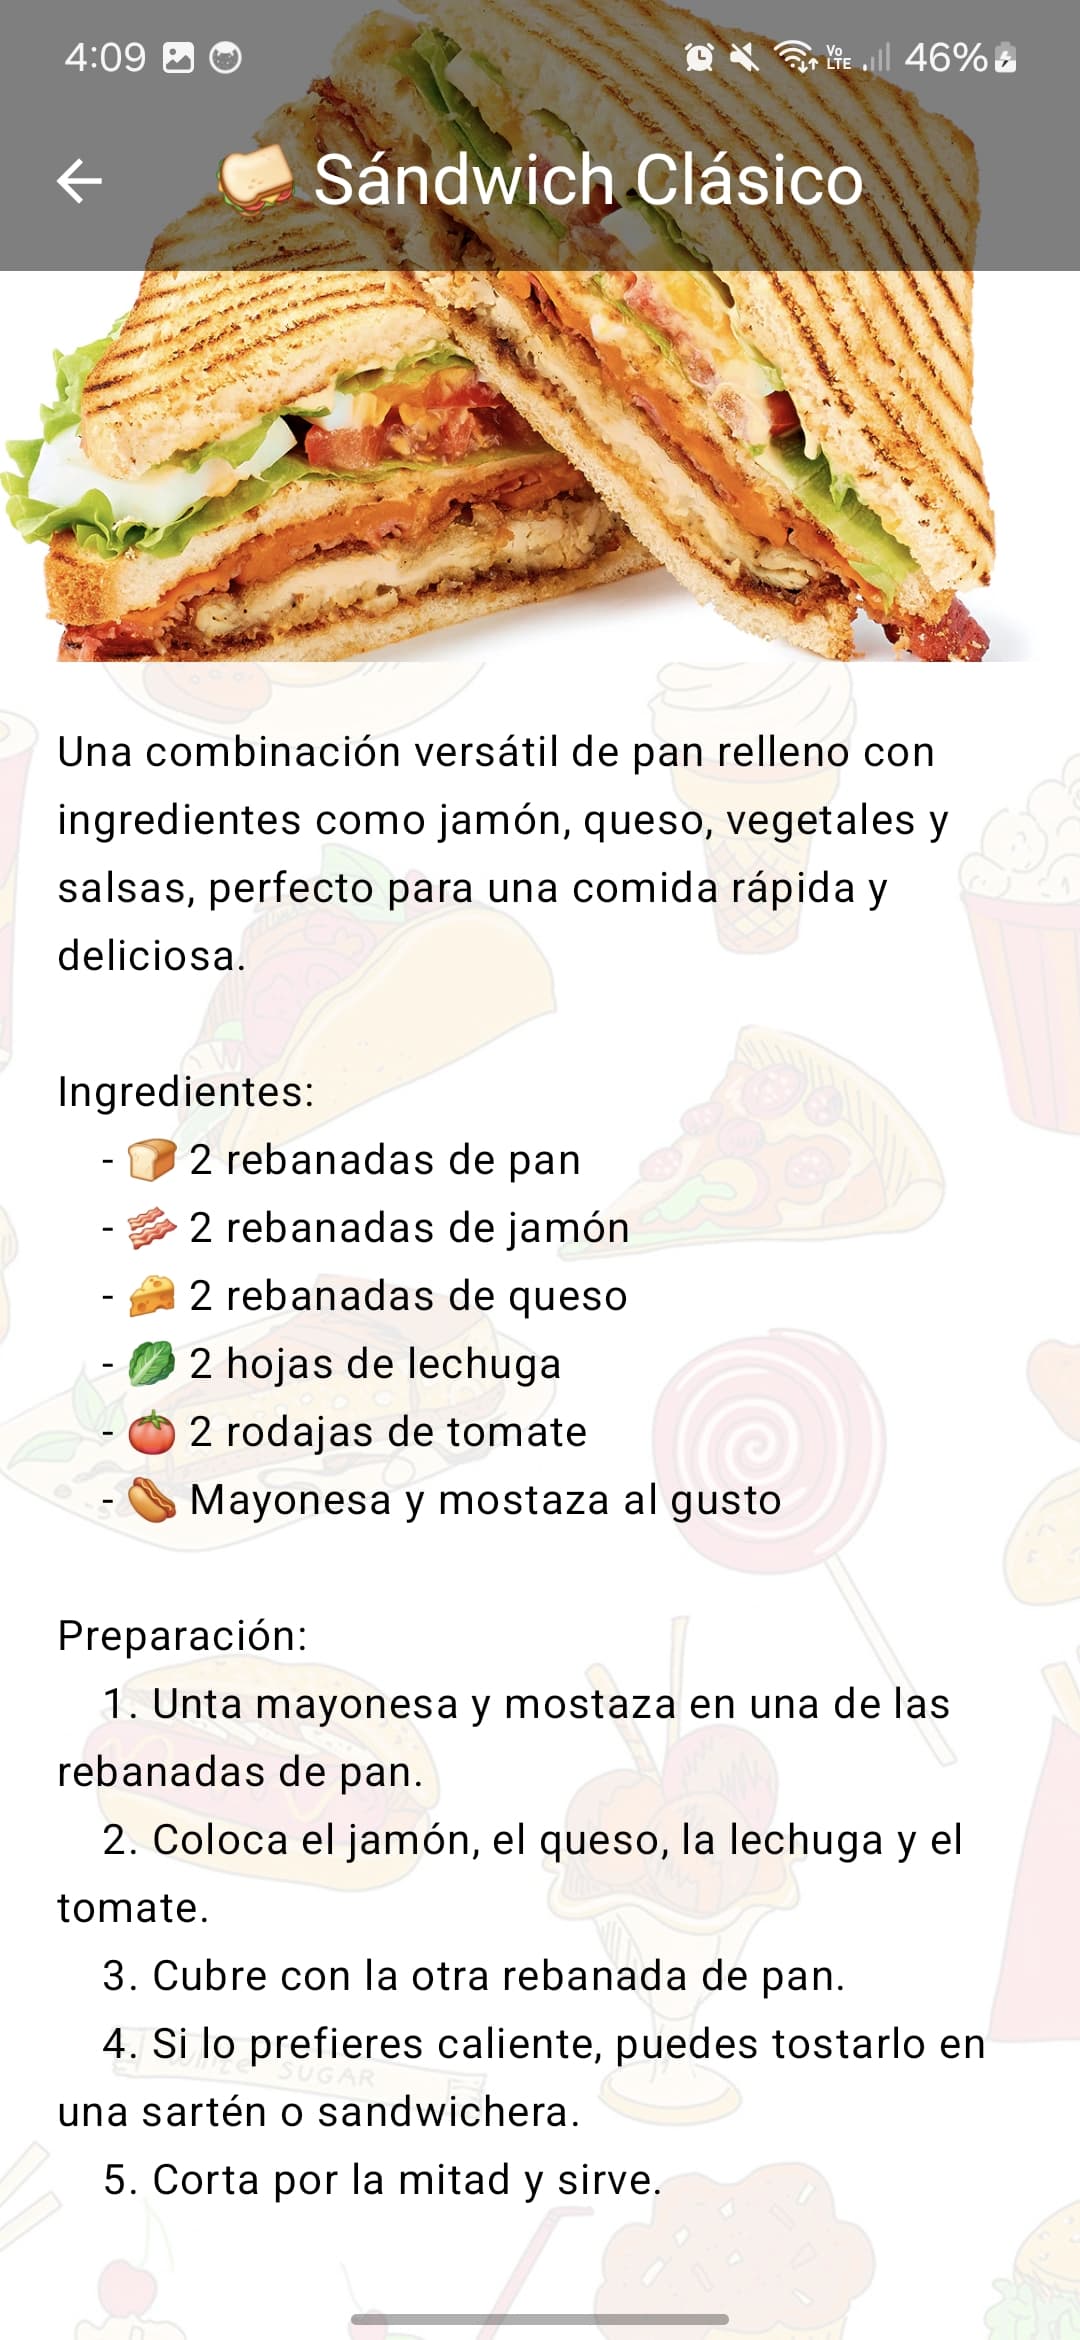 4:09 Vo LTE 46%
🥪 Sándwich Clásico
Una combinación versátil de pan relleno con
ingredientes como jamón, queso, vegetales y
salsas, perfecto para una comida rápida y
deliciosa.
Ingredientes:
- 🍞 2 rebanadas de pan
- 🥓 2 rebanadas de jamón
- 🧀 2 rebanadas de queso
- 🥬 2 hojas de lechuga
- 🍅 2 rodajas de tomate
- 🌭 Mayonesa y mostaza al gusto
Preparación:
1. Unta mayonesa y mostaza en una de las
rebanadas de pan.
2. Coloca el jamón, el queso, la lechuga y el
tomate.
3. Cubre con la otra rebanada de pan.
4. Si lo prefieres caliente, puedes tostarlo en
una sartén o sandwichera.
SUGAR
5. Corta por la mitad y sirve.